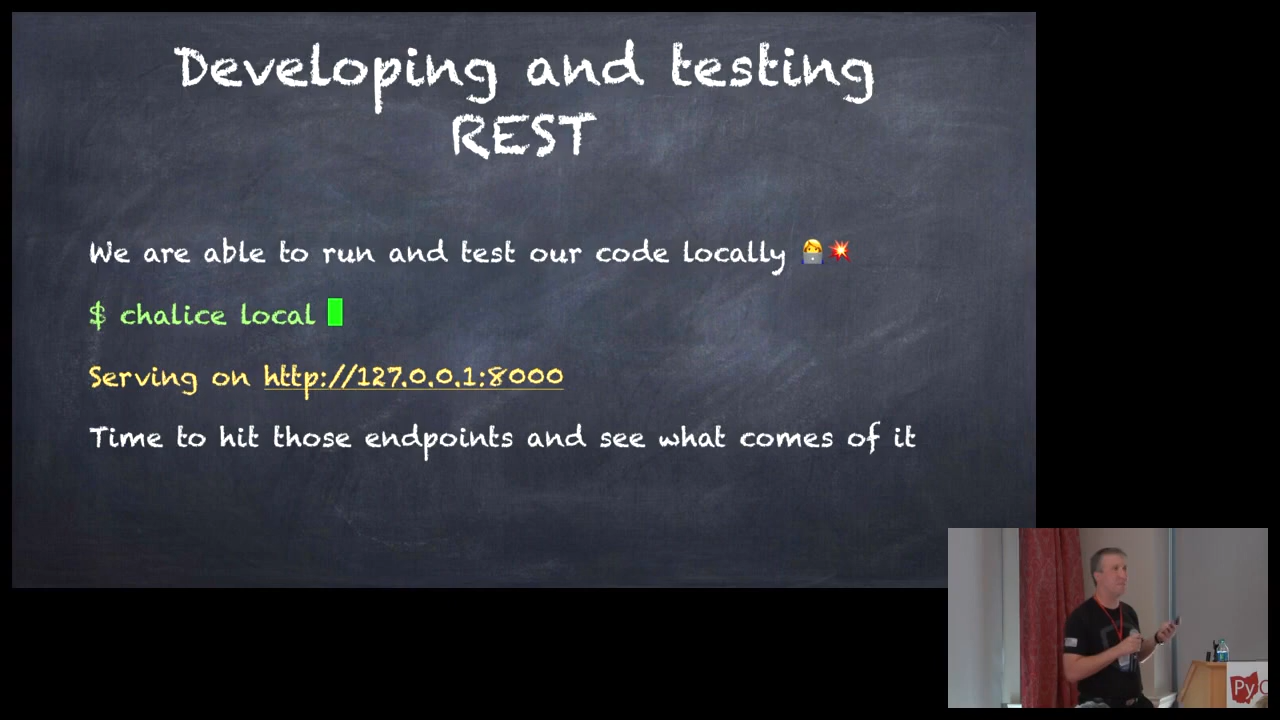 Developing and testing
REST
We are able to run and test our code locally 🧑‍💻💥
$ chalice local
Serving on http://127.0.0.1:8000
Time to hit those endpoints and see what comes of it
Py